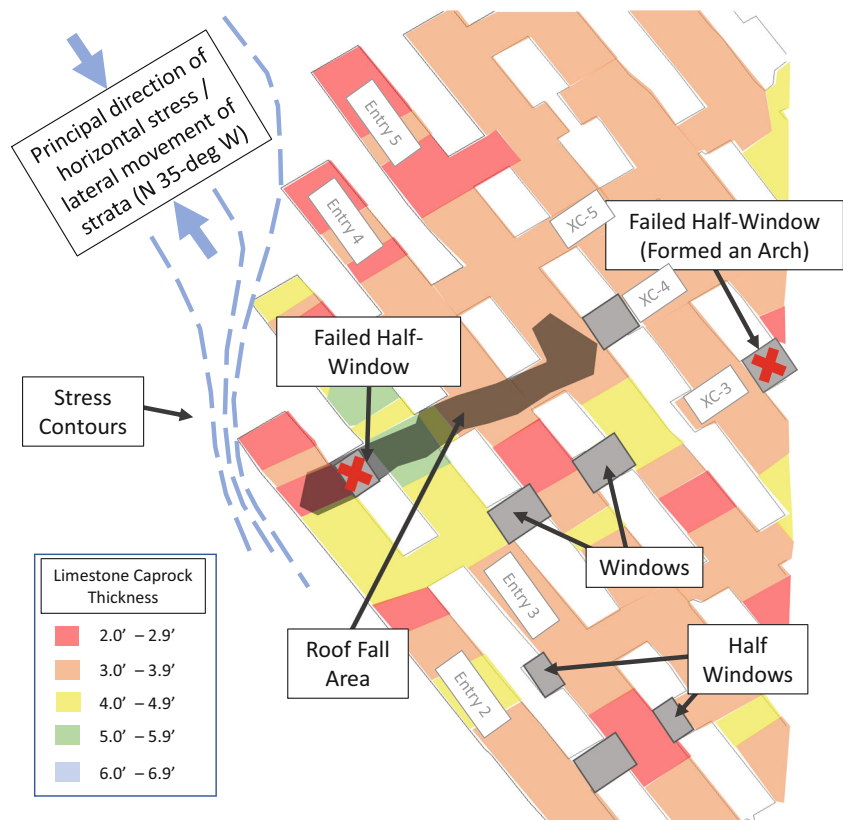 Principal direction of
horizontal stress /
lateral movement of
strata (N 35-deg W)
Entry 5
Entry 4
XC-5
Failed Half-Window
(Formed an Arch)
XC-4
Failed Half-
Window
XC-3
Stress
Contours
Windows
Entry 3
Roof Fall
Area
Half
Windows
Entry 2
Limestone Caprock
Thickness
2.0' – 2.9'
3.0' – 3.9'
4.0' – 4.9'
5.0' – 5.9'
6.0' – 6.9'